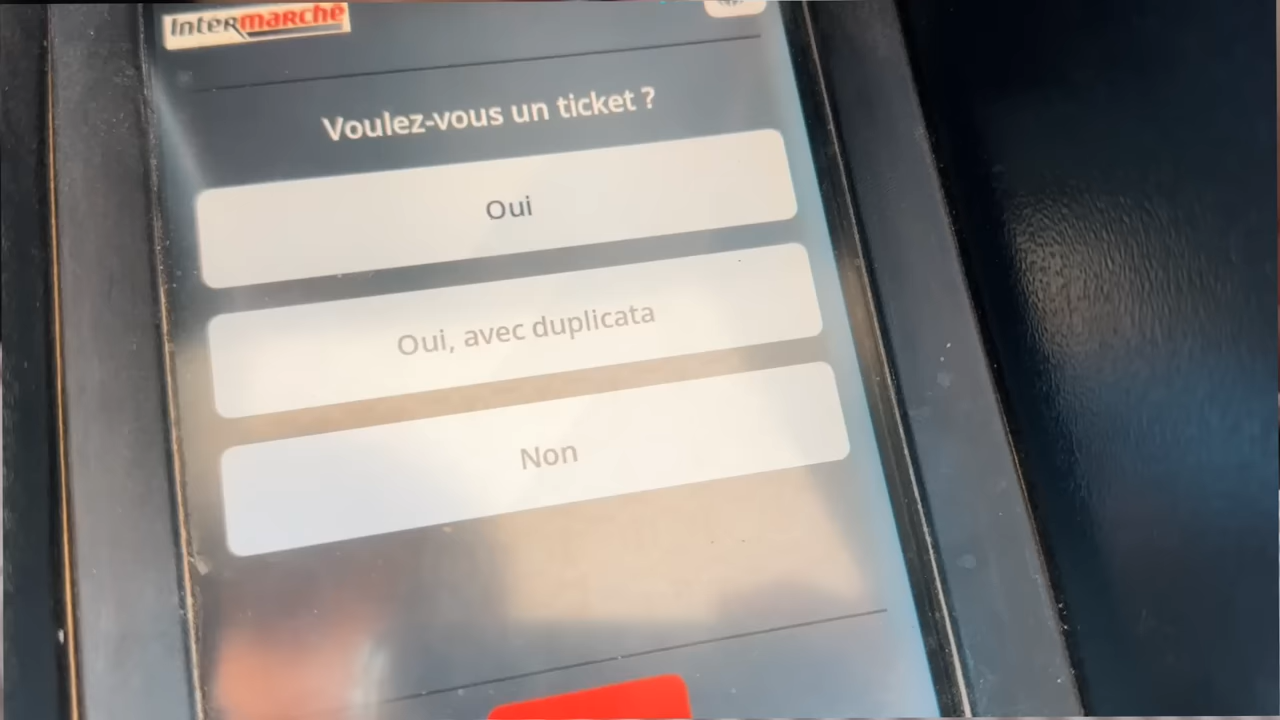 Intermarché
Voulez-vous un ticket ?
Oui
Oui, avec duplicata
Non